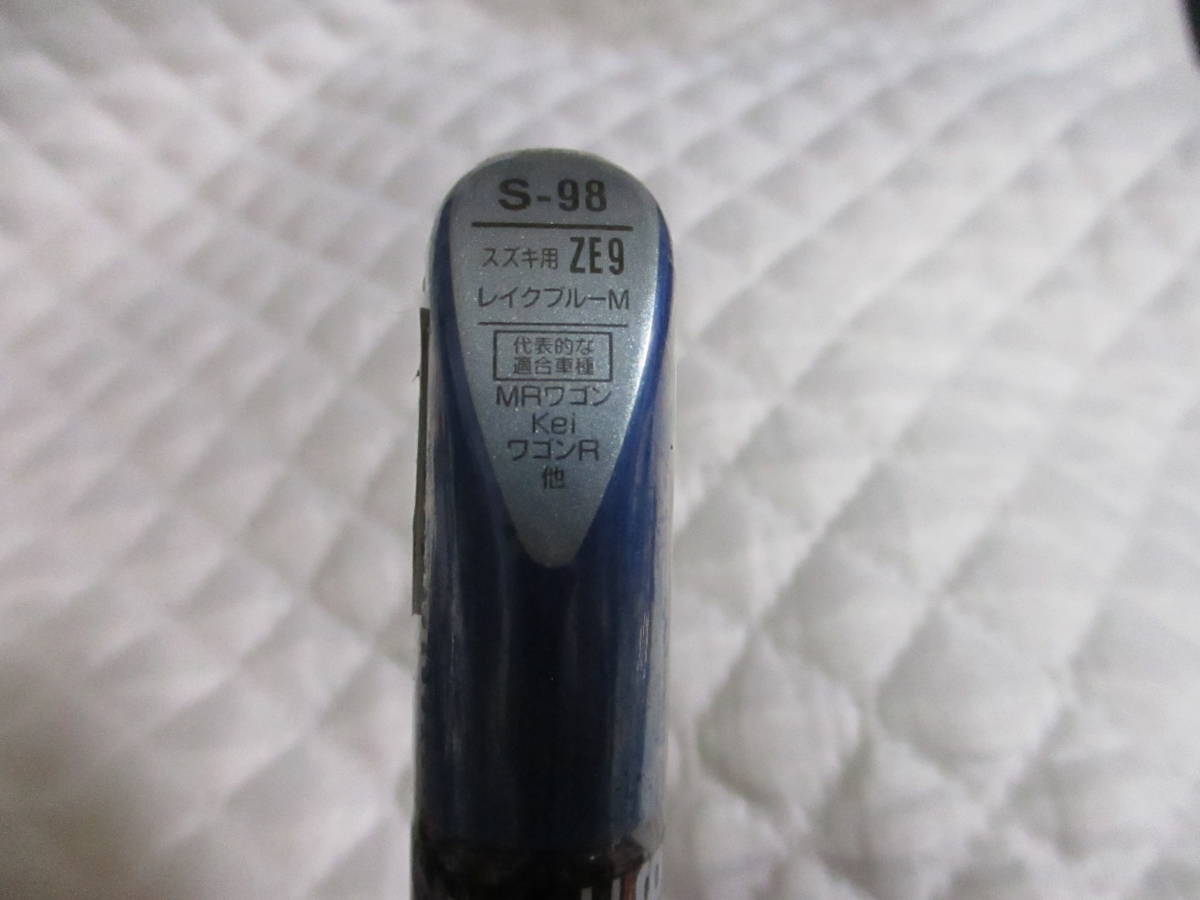 S-98
スズキ用 ZE9
レイクブルーM
代表的な
適合車種
MRワゴン
Kei
ワゴンR
他